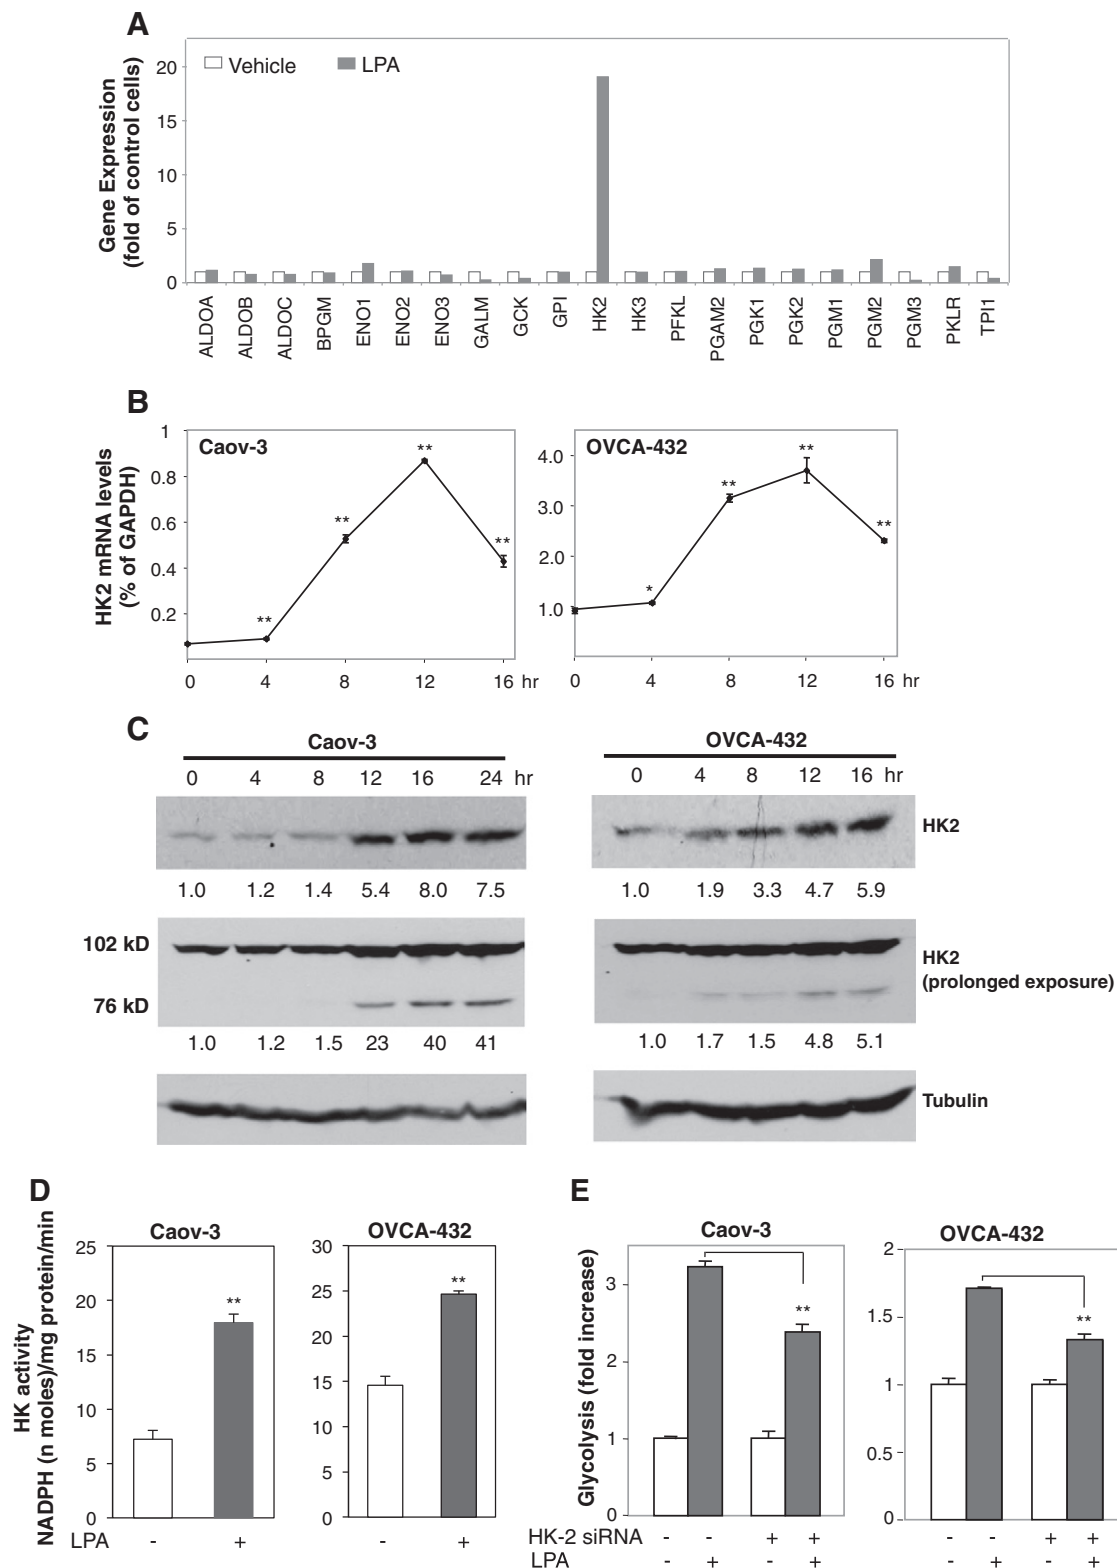 A
Gene Expression
(fold of control cells)
Vehicle LPA
20
15
10
5
0
ALDOA ALDOB ALDOC BPGM ENO1 ENO2 ENO3 GALM GCK GPI HK2 HK3 PFKL PGAM2 PGK1 PGK2 PGM1 PGM2 PGM3 PKLR TPI1
B
HK2 mRNA levels
(% of GAPDH)
Caov-3
1
0.8
0.6
0.4
0.2
** ** ** **
0 4 8 12 16 hr
OVCA-432
4.0
3.0
2.0
1.0
* ** ** **
0 4 8 12 16 hr
C
Caov-3
0 4 8 12 16 24 hr
1.0 1.2 1.4 5.4 8.0 7.5
102 kD
76 kD
1.0 1.2 1.5 23 40 41
OVCA-432
0 4 8 12 16 hr
HK2
1.0 1.9 3.3 4.7 5.9
HK2
(prolonged exposure)
1.0 1.7 1.5 4.8 5.1
Tubulin
D
HK activity
NADPH (n moles)/mg protein/min
Caov-3
25
20
15
10
5
0
**
LPA - +
OVCA-432
30
25
20
15
10
5
0
**
- +
E
Glycolysis (fold increase)
Caov-3
3
2
1
0
**
HK-2 siRNA - - + +
LPA - + - +
OVCA-432
2
1.5
1
0.5
0
**
- - + +
- + - +